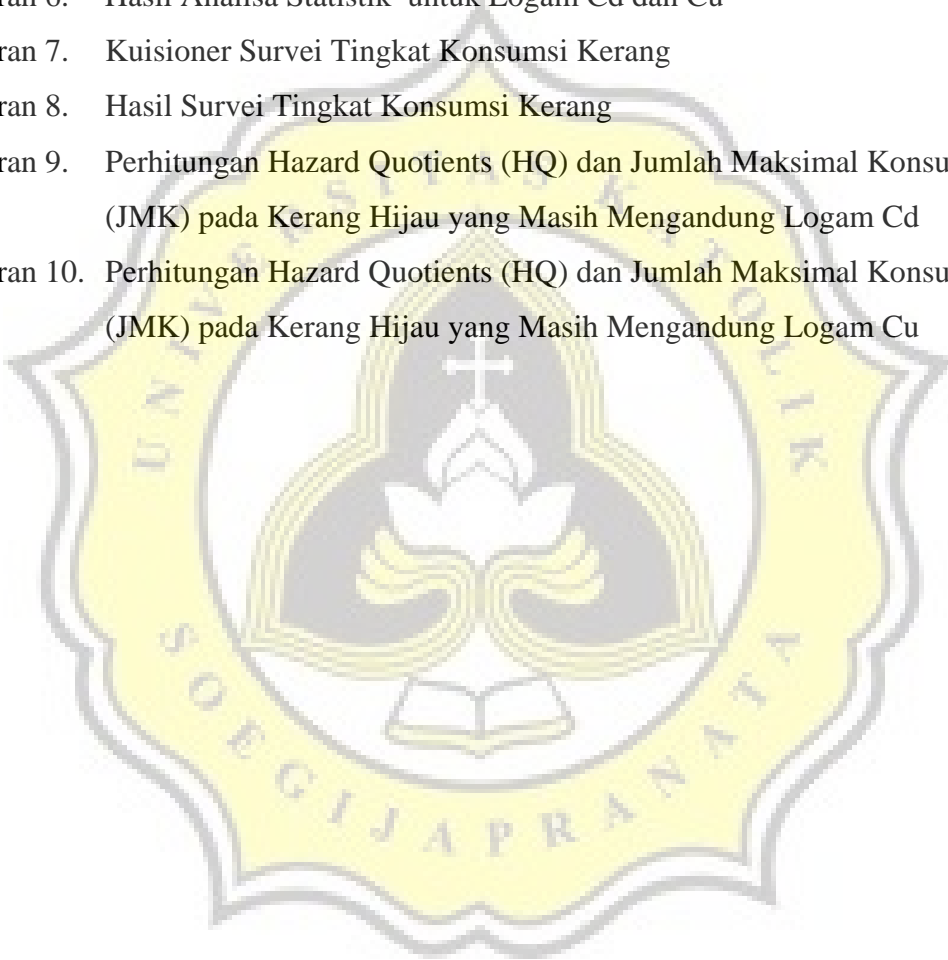 ran 6. Hasil Analisa Statistik untuk Logam Cd dan Cu
ran 7. Kuisioner Survei Tingkat Konsumsi Kerang
ran 8. Hasil Survei Tingkat Konsumsi Kerang
ran 9. Perhitungan Hazard Quotients (HQ) dan Jumlah Maksimal Konsu
(JMK) pada Kerang Hijau yang Masih Mengandung Logam Cd
ran 10. Perhitungan Hazard Quotients (HQ) dan Jumlah Maksimal Konsu
(JMK) pada Kerang Hijau yang Masih Mengandung Logam Cu
UNIVERSITAS KATOLIK
SOEGIJAPRANATA